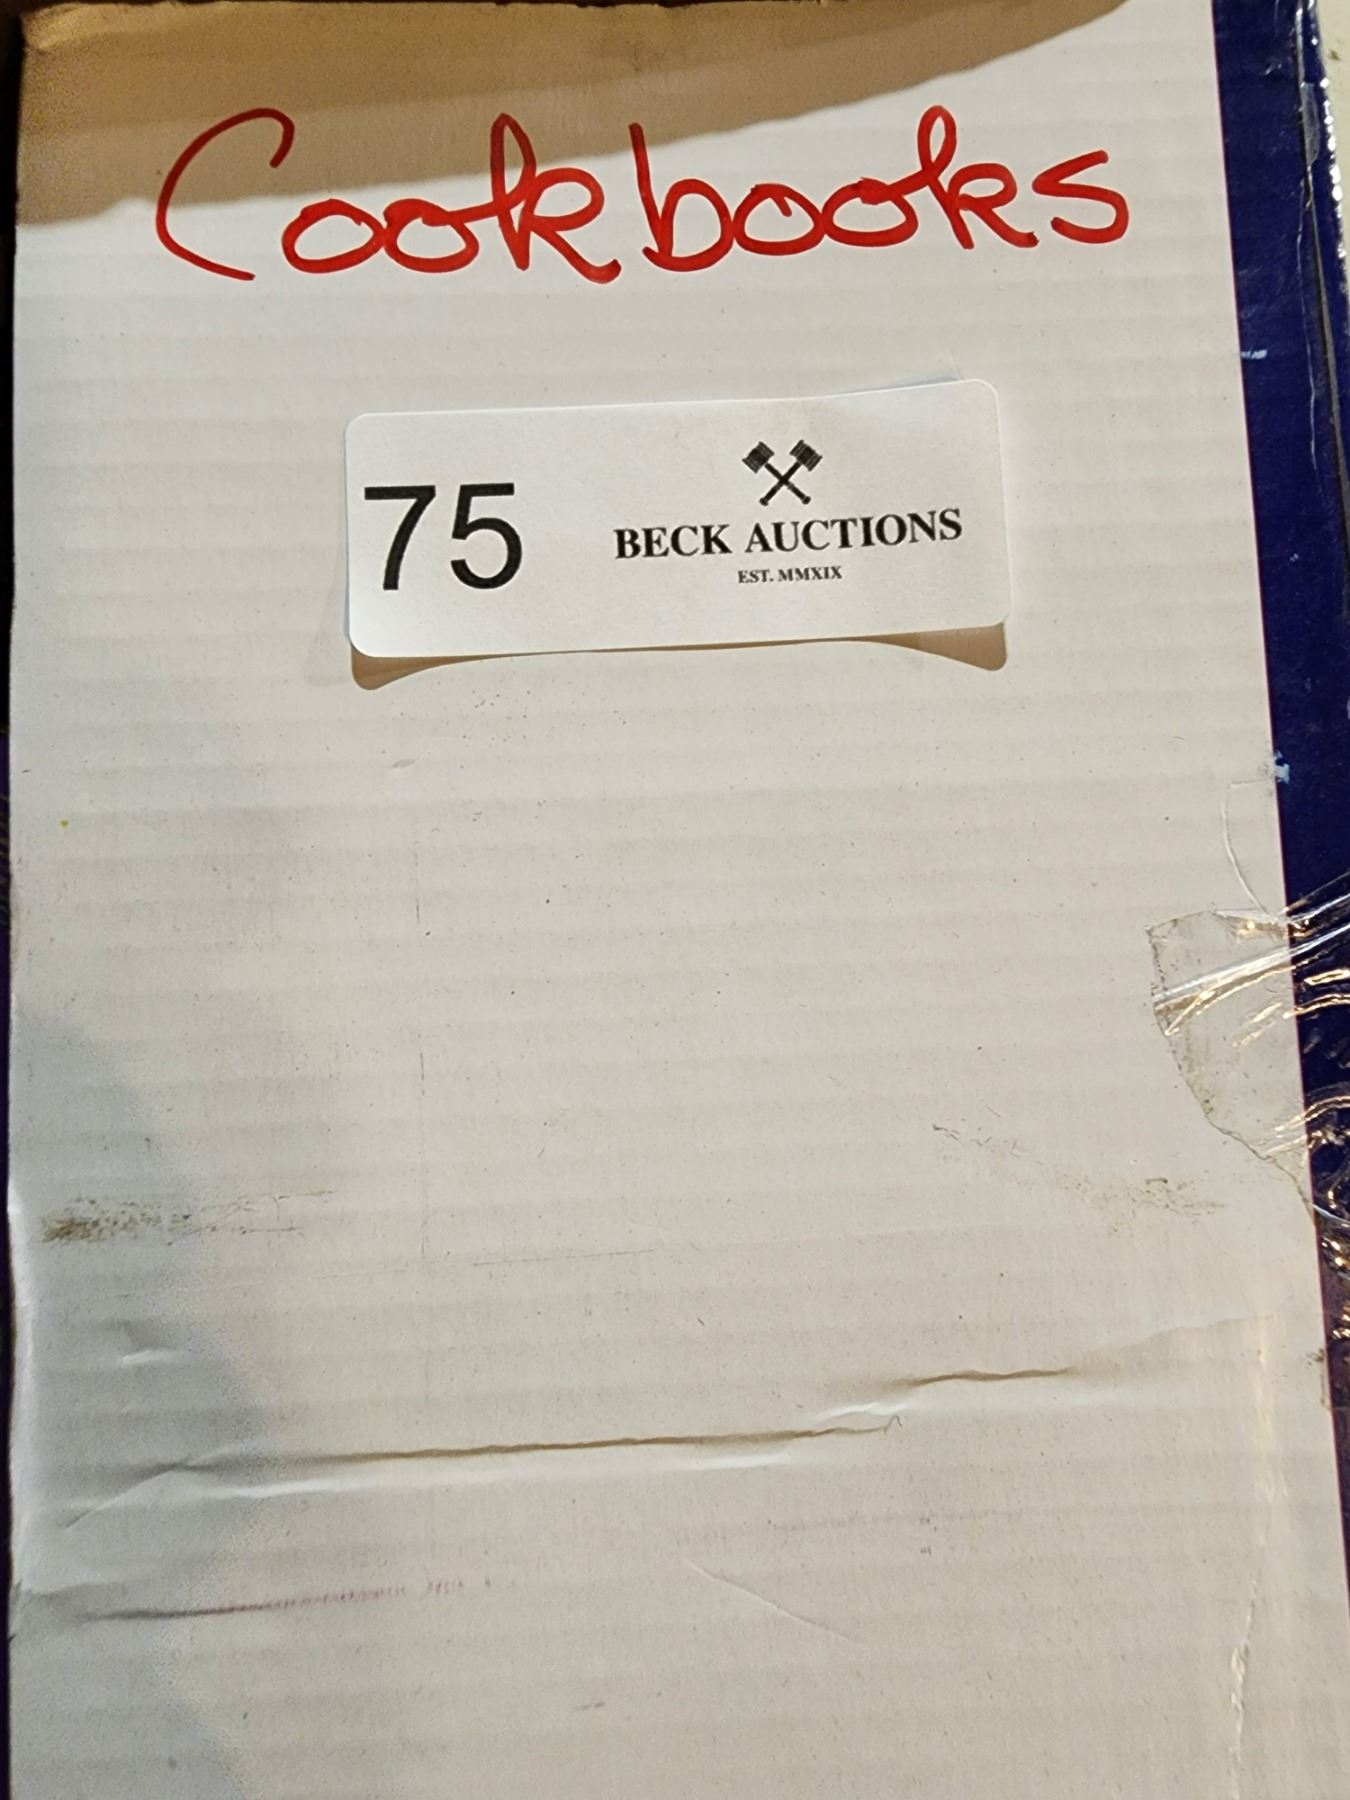 Cookbooks
75
BECK AUCTIONS
EST. MMXIX